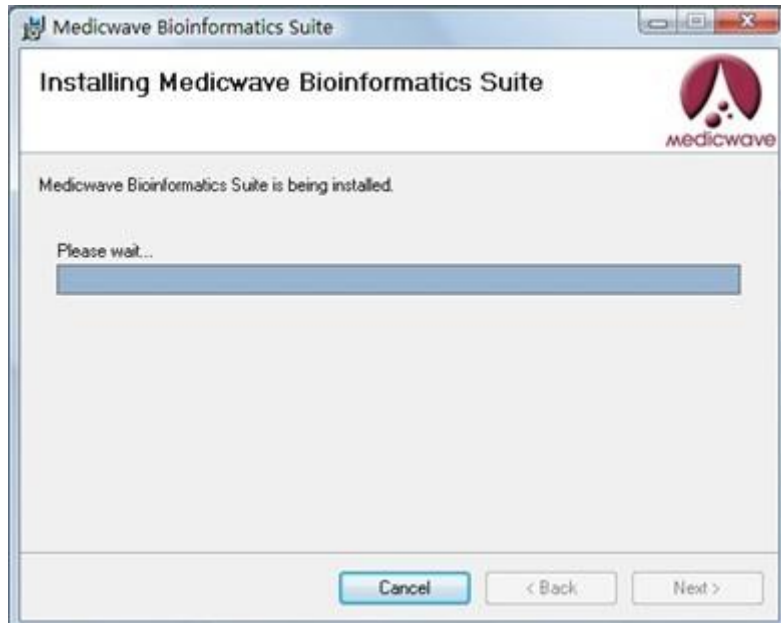 Medicwave Bioinformatics Suite
Installing Medicwave Bioinformatics Suite
medicwave
Medicwave Bioinformatics Suite is being installed.
Please wait...
Cancel
< Back
Next >